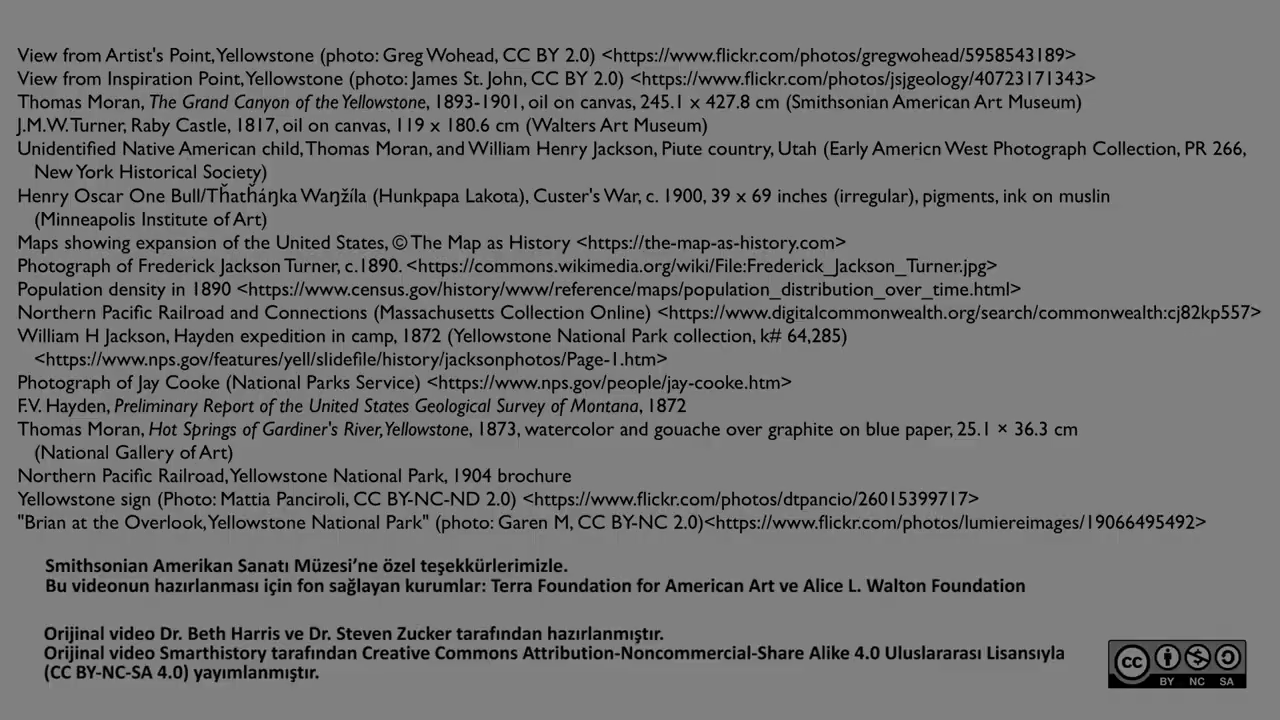 View from Artist's Point, Yellowstone (photo: Greg Wohead, CC BY 2.0) <https://www.flickr.com/photos/gregwohead/5958543189>
View from Inspiration Point, Yellowstone (photo: James St. John, CC BY 2.0) <https://www.flickr.com/photos/jsjgeology/40723171343>
Thomas Moran, The Grand Canyon of the Yellowstone, 1893-1901, oil on canvas, 245.1 x 427.8 cm (Smithsonian American Art Museum)
J.M.W. Turner, Raby Castle, 1817, oil on canvas, 119 x 180.6 cm (Walters Art Museum)
Unidentified Native American child, Thomas Moran, and William Henry Jackson, Piute country, Utah (Early Americn West Photograph Collection, PR 266,
New York Historical Society)
Henry Oscar One Bull/Tȟatȟáŋka Waŋžíla (Hunkpapa Lakota), Custer's War, c. 1900, 39 x 69 inches (irregular), pigments, ink on muslin
(Minneapolis Institute of Art)
Maps showing expansion of the United States, © The Map as History <https://the-map-as-history.com>
Photograph of Frederick Jackson Turner, c.1890. <https://commons.wikimedia.org/wiki/File:Frederick_Jackson_Turner.jpg>
Population density in 1890 <https://www.census.gov/history/www/reference/maps/population_distribution_over_time.html>
Northern Pacific Railroad and Connections (Massachusetts Collection Online) <https://www.digitalcommonwealth.org/search/commonwealth:cj82kp557>
William H Jackson, Hayden expedition in camp, 1872 (Yellowstone National Park collection, k# 64,285)
<https://www.nps.gov/features/yell/slidefile/history/jacksonphotos/Page-1.htm>
Photograph of Jay Cooke (National Parks Service) <https://www.nps.gov/people/jay-cooke.htm>
F.V. Hayden, Preliminary Report of the United States Geological Survey of Montana, 1872
Thomas Moran, Hot Springs of Gardiner's River, Yellowstone, 1873, watercolor and gouache over graphite on blue paper, 25.1 × 36.3 cm
(National Gallery of Art)
Northern Pacific Railroad, Yellowstone National Park, 1904 brochure
Yellowstone sign (Photo: Mattia Panciroli, CC BY-NC-ND 2.0) <https://www.flickr.com/photos/dtpancio/26015399717>
"Brian at the Overlook, Yellowstone National Park" (photo: Garen M, CC BY-NC 2.0)<https://www.flickr.com/photos/lumiereimages/19066495492>
Smithsonian Amerikan Sanatı Müzesi'ne özel teşekkürlerimizle.
Bu videonun hazırlanması için fon sağlayan kurumlar: Terra Foundation for American Art ve Alice L. Walton Foundation
Orijinal video Dr. Beth Harris ve Dr. Steven Zucker tarafından hazırlanmıştır.
Orijinal video Smarthistory tarafından Creative Commons Attribution-Noncommercial-Share Alike 4.0 Uluslararası Lisansıyla
(CC BY-NC-SA 4.0) yayımlanmıştır.
cc BY NC SA